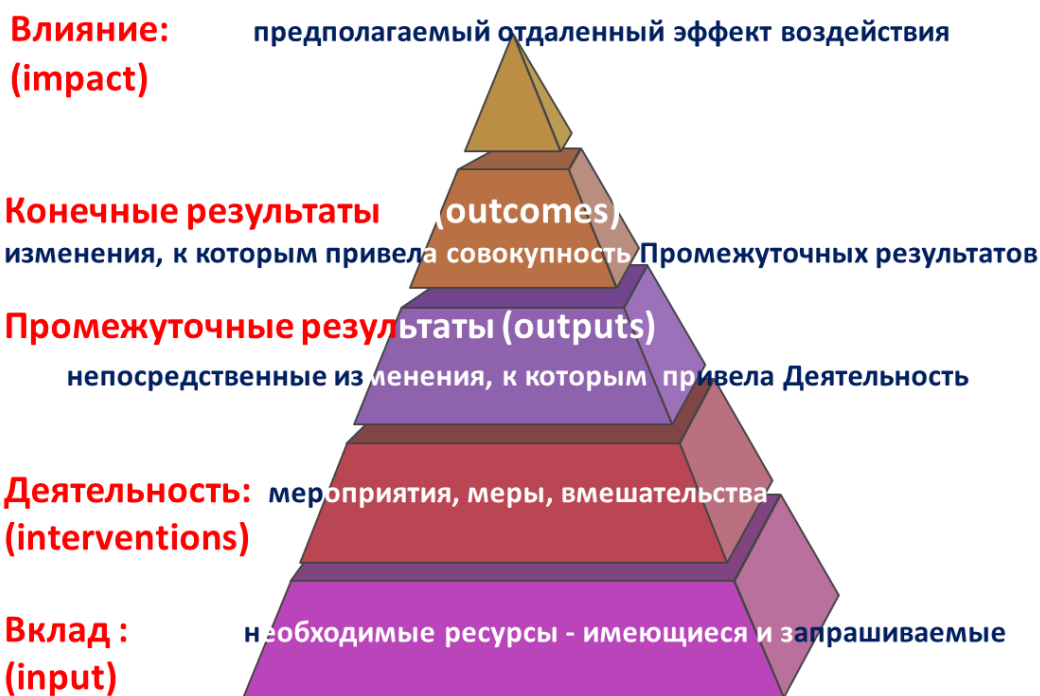 Влияние: предполагаемый отдаленный эффект воздействия
(impact)
Конечные результаты (outcomes)
изменения, к которым привела совокупность Промежуточных результатов
Промежуточные результаты (outputs)
непосредственные изменения, к которым привела Деятельность
Деятельность: мероприятия, меры, вмешательства
(interventions)
Вклад : необходимые ресурсы - имеющиеся и запрашиваемые
(input)